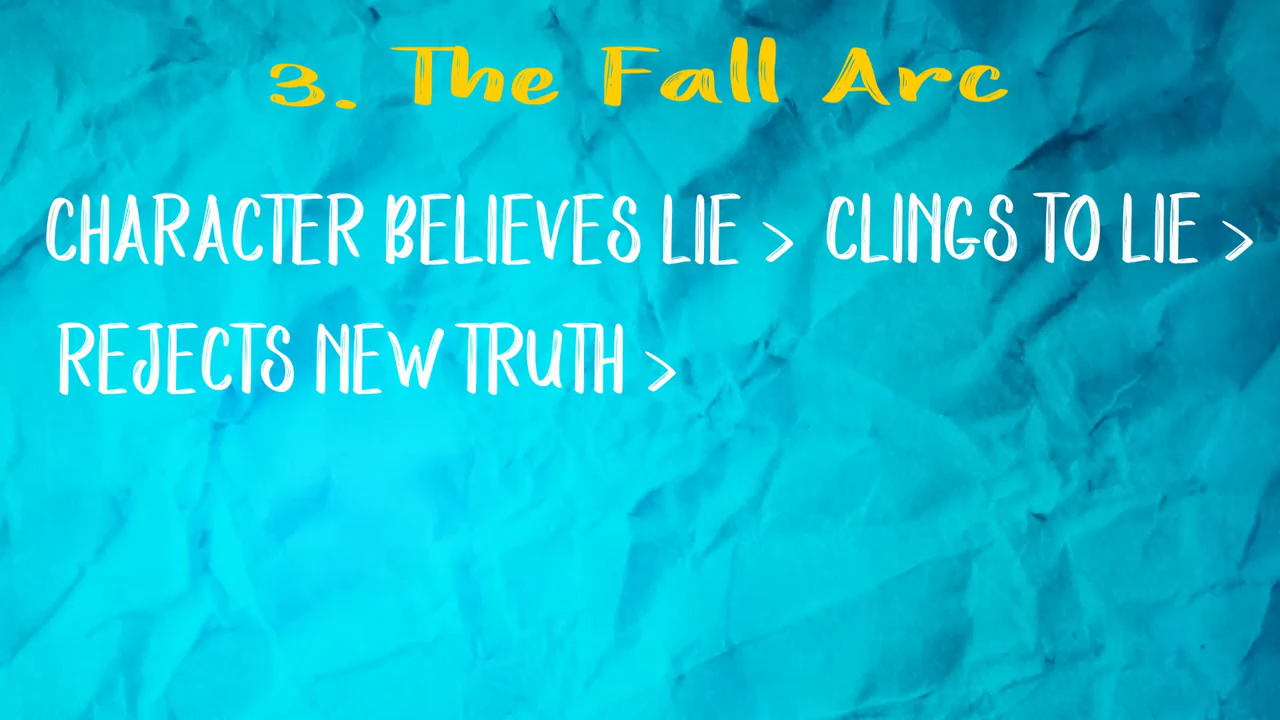 3. The Fall Arc
CHARACTER BELIEVES LIE > CLINGS TO LIE >
REJECTS NEW TRUTH >